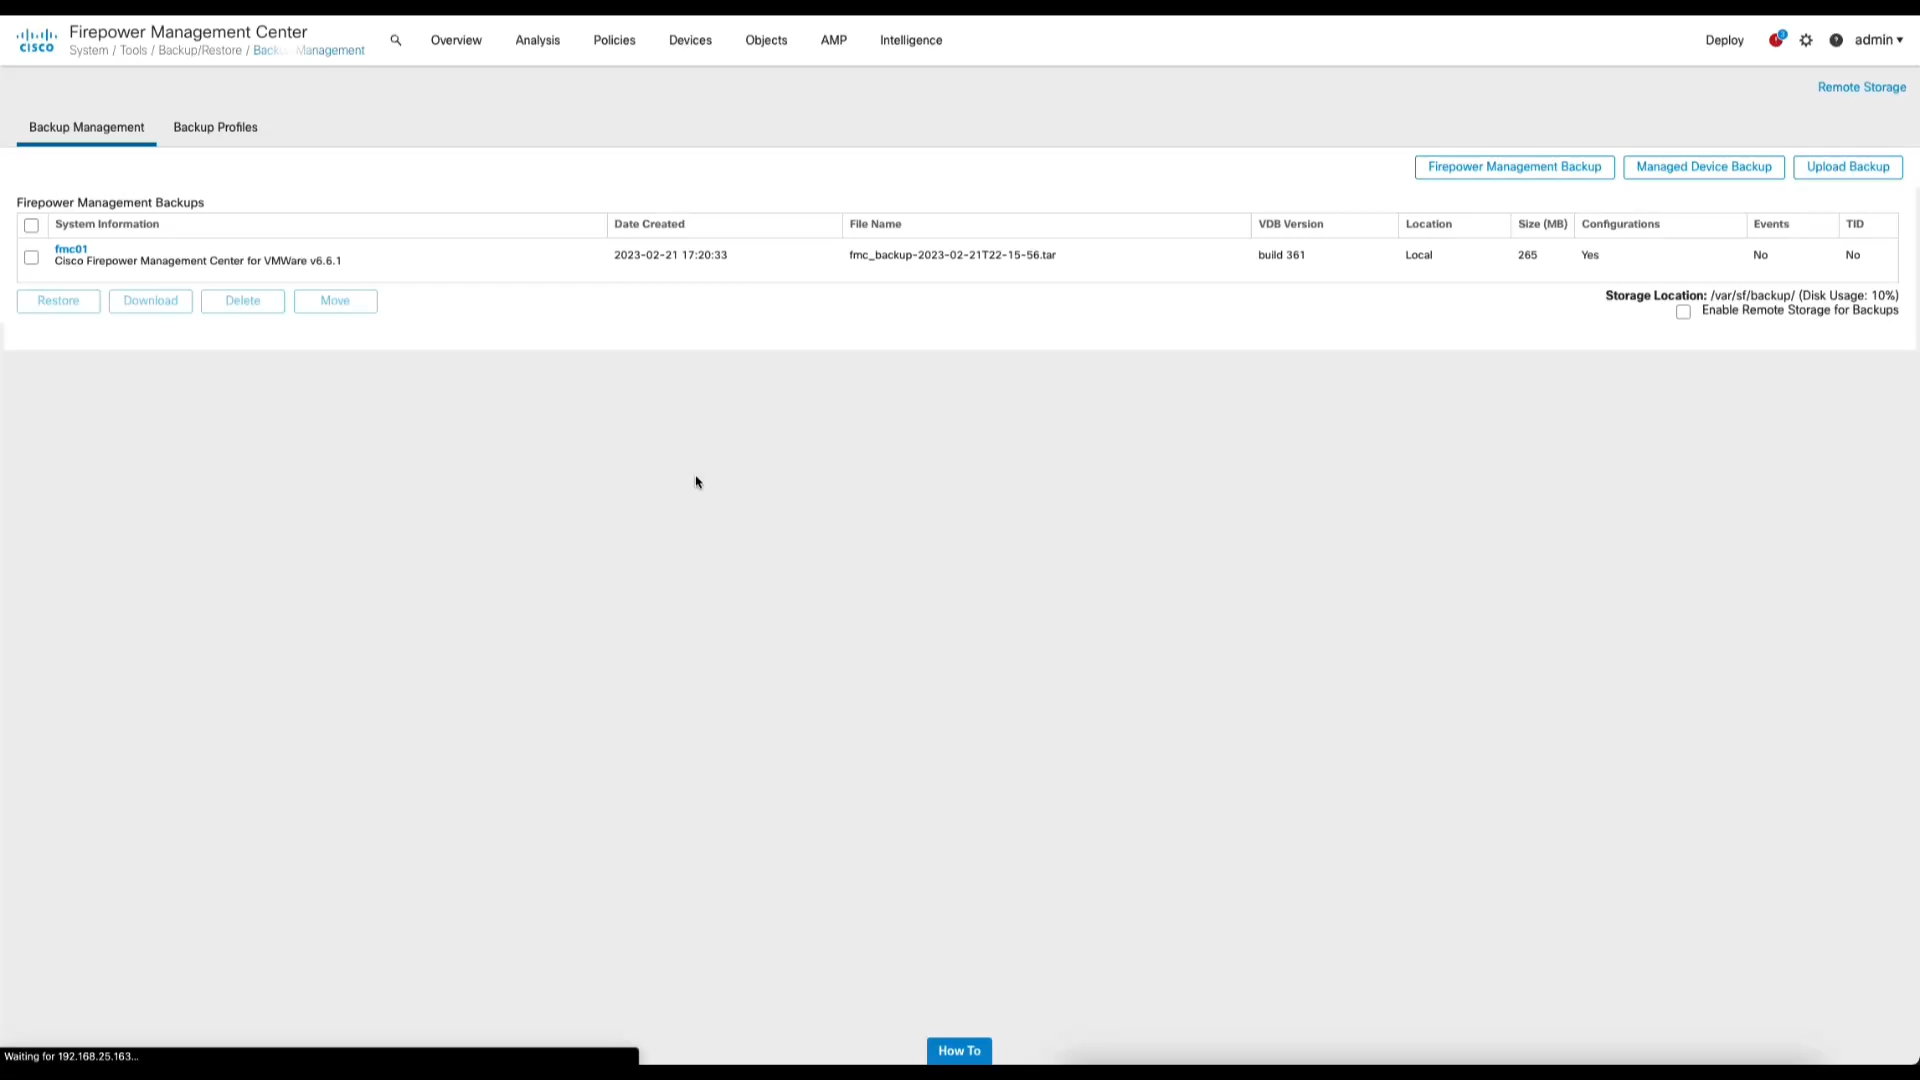 Firepower Management Center
cisco
System / Tools / Backup/Restore / Backup Management
Overview
Analysis
Policies
Devices
Objects
AMP
Intelligence
Deploy
admin
Remote Storage
Backup Management
Backup Profiles
Firepower Management Backup
Managed Device Backup
Upload Backup
Firepower Management Backups
System Information Date Created File Name VDB Version Location Size (MB) Configurations Events TID
fmc01
Cisco Firepower Management Center for VMWare v6.6.1 2023-02-21 17:20:33 fmc_backup-2023-02-21T22-15-56.tar build 361 Local 265 Yes No No
Restore
Download
Delete
Move
Storage Location: /var/sf/backup/ (Disk Usage: 10%)
Enable Remote Storage for Backups
How To
Waiting for 192.168.25.163...